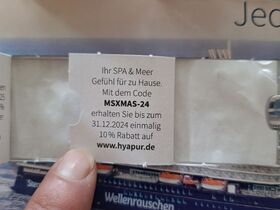 Jed
Ihr SPA & Meer
Gefühl für zu Hause.
Mit dem Code
MSXMAS-24
erhalten Sie bis zum
31.12.2024 einmalig
10% Rabatt auf
www.hyapur.de
Wellenrauschen